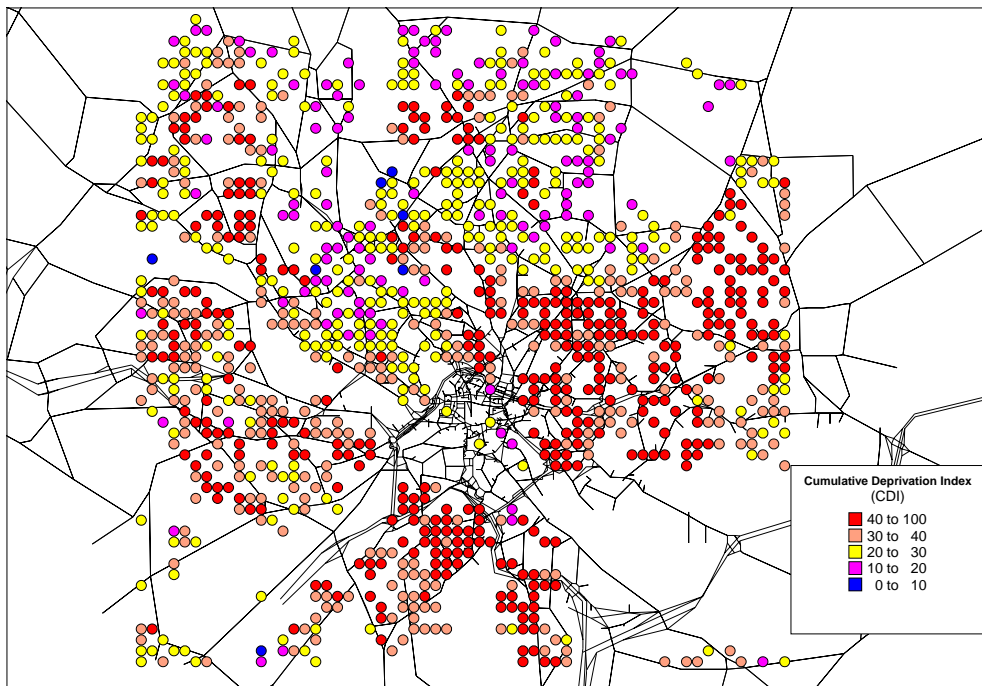 Cumulative Deprivation Index
(CDI)
40 to 100
30 to 40
20 to 30
10 to 20
0 to 10